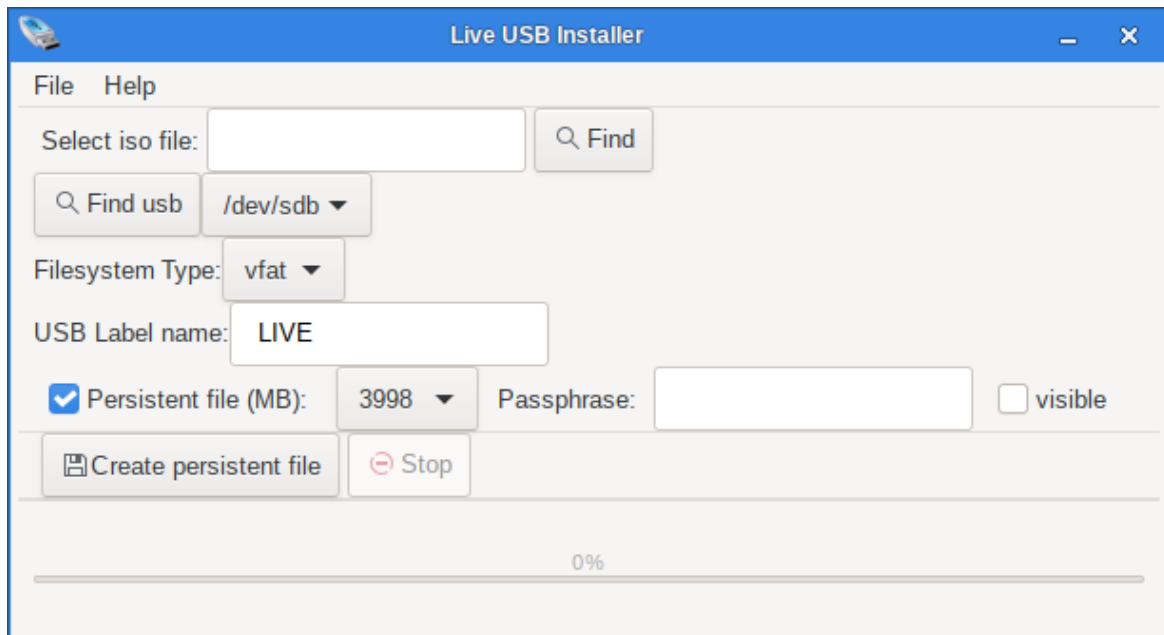 Live USB Installer
File Help
Select iso file: Find
Find usb /dev/sdb
Filesystem Type: vfat
USB Label name: LIVE
Persistent file (MB): 3998 Passphrase: visible
Create persistent file Stop
0%